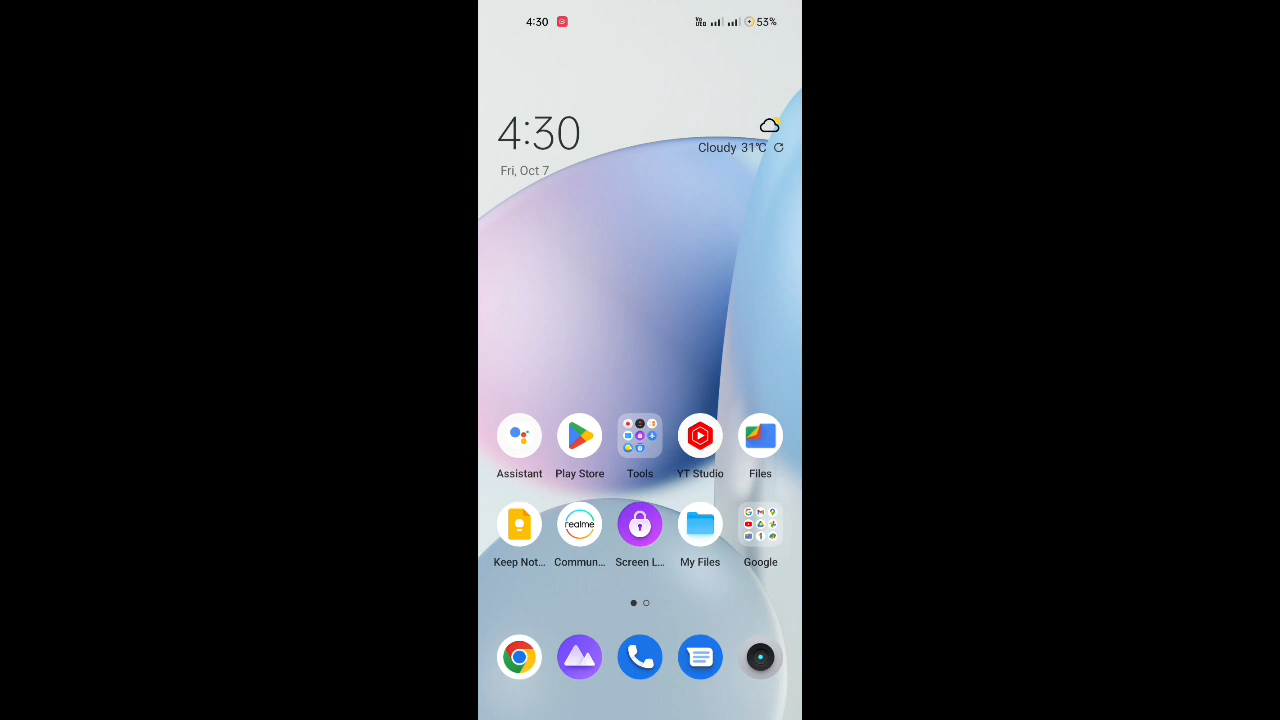 4:30 53%
4:30
Cloudy 31°C
Fri, Oct 7
Assistant Play Store Tools YT Studio Files
realme
Keep Not... Commun... Screen L... My Files Google